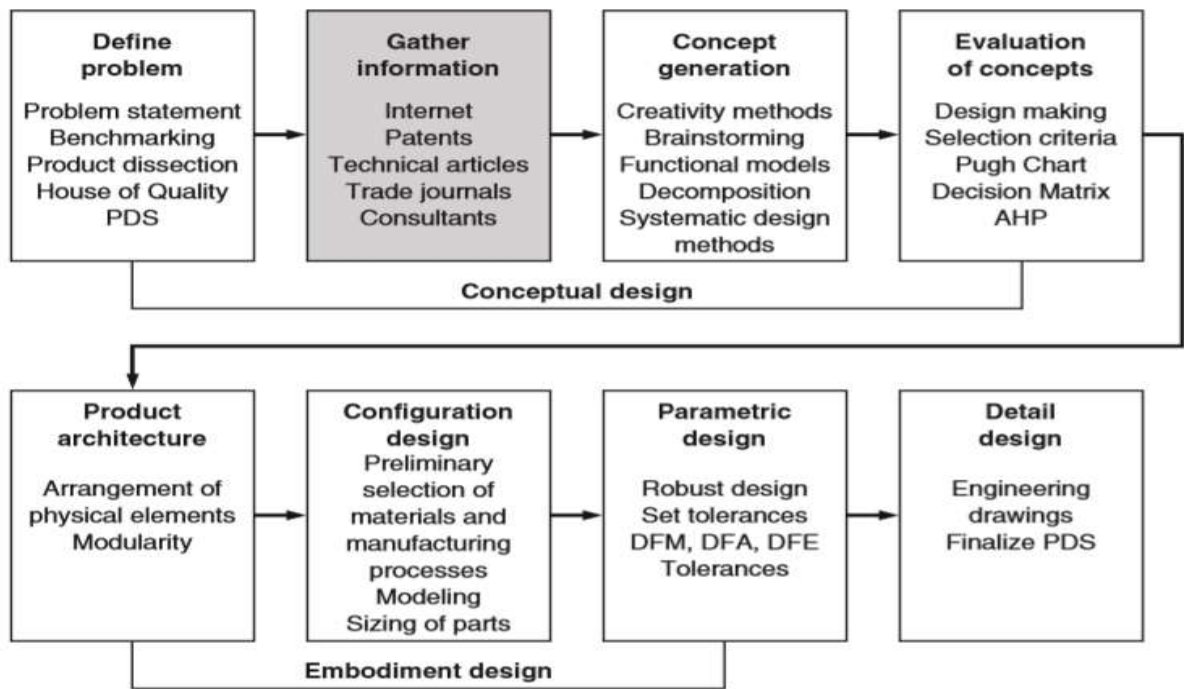 Define
problem
Problem statement
Benchmarking
Product dissection
House of Quality
PDS
Gather
information
Internet
Patents
Technical articles
Trade journals
Consultants
Concept
generation
Creativity methods
Brainstorming
Functional models
Decomposition
Systematic design
methods
Evaluation
of concepts
Design making
Selection criteria
Pugh Chart
Decision Matrix
AHP
Conceptual design
Product
architecture
Arrangement of
physical elements
Modularity
Configuration
design
Preliminary
selection of
materials and
manufacturing
processes
Modeling
Sizing of parts
Parametric
design
Robust design
Set tolerances
DFM, DFA, DFE
Tolerances
Detail
design
Engineering
drawings
Finalize PDS
Embodiment design